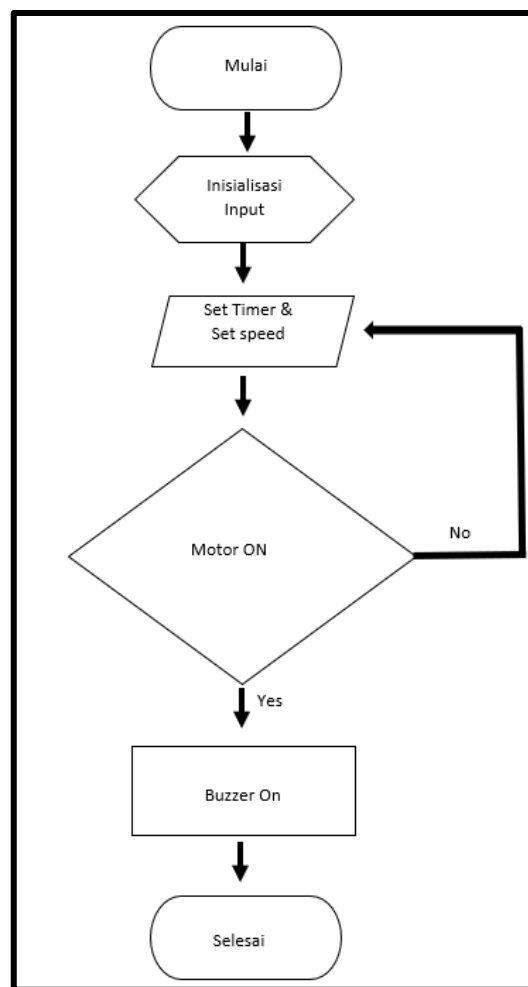 Mulai
Inisialisasi
Input
Set Timer &
Set speed
Motor ON
No
Yes
Buzzer On
Selesai